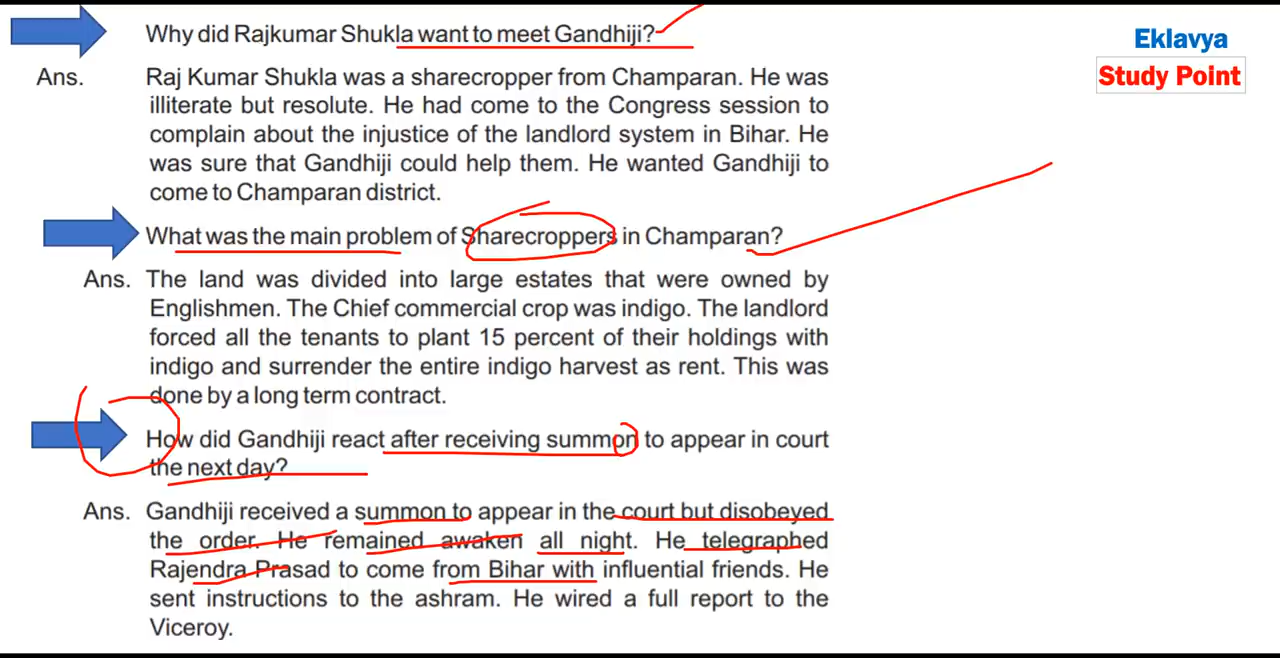 Why did Rajkumar Shukla want to meet Gandhiji?
Eklavya
Study Point
Ans. Raj Kumar Shukla was a sharecropper from Champaran. He was
illiterate but resolute. He had come to the Congress session to
complain about the injustice of the landlord system in Bihar. He
was sure that Gandhiji could help them. He wanted Gandhiji to
come to Champaran district.
What was the main problem of Sharecroppers in Champaran?
Ans. The land was divided into large estates that were owned by
Englishmen. The Chief commercial crop was indigo. The landlord
forced all the tenants to plant 15 percent of their holdings with
indigo and surrender the entire indigo harvest as rent. This was
done by a long term contract.
How did Gandhiji react after receiving summon to appear in court
the next day?
Ans. Gandhiji received a summon to appear in the court but disobeyed
the order. He remained awaken all night. He telegraphed
Rajendra Prasad to come from Bihar with influential friends. He
sent instructions to the ashram. He wired a full report to the
Viceroy.